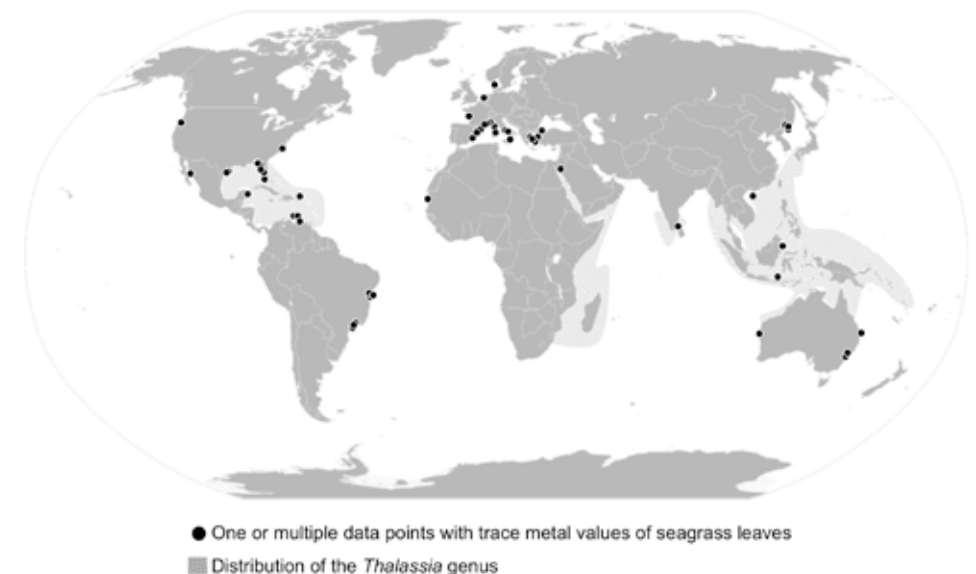 One or multiple data points with trace metal values of seagrass leaves
Distribution of the Thalassia genus